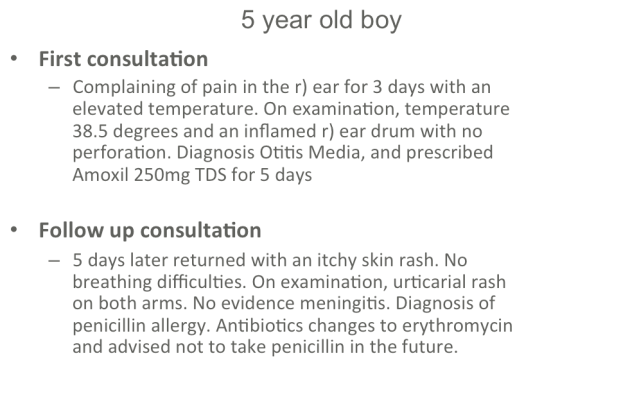 5 year old boy
• First consultation
– Complaining of pain in the r) ear for 3 days with an
elevated temperature. On examination, temperature
38.5 degrees and an inflamed r) ear drum with no
perforation. Diagnosis Otitis Media, and prescribed
Amoxil 250mg TDS for 5 days
• Follow up consultation
– 5 days later returned with an itchy skin rash. No
breathing difficulties. On examination, urticarial rash
on both arms. No evidence meningitis. Diagnosis of
penicillin allergy. Antibiotics changes to erythromycin
and advised not to take penicillin in the future.